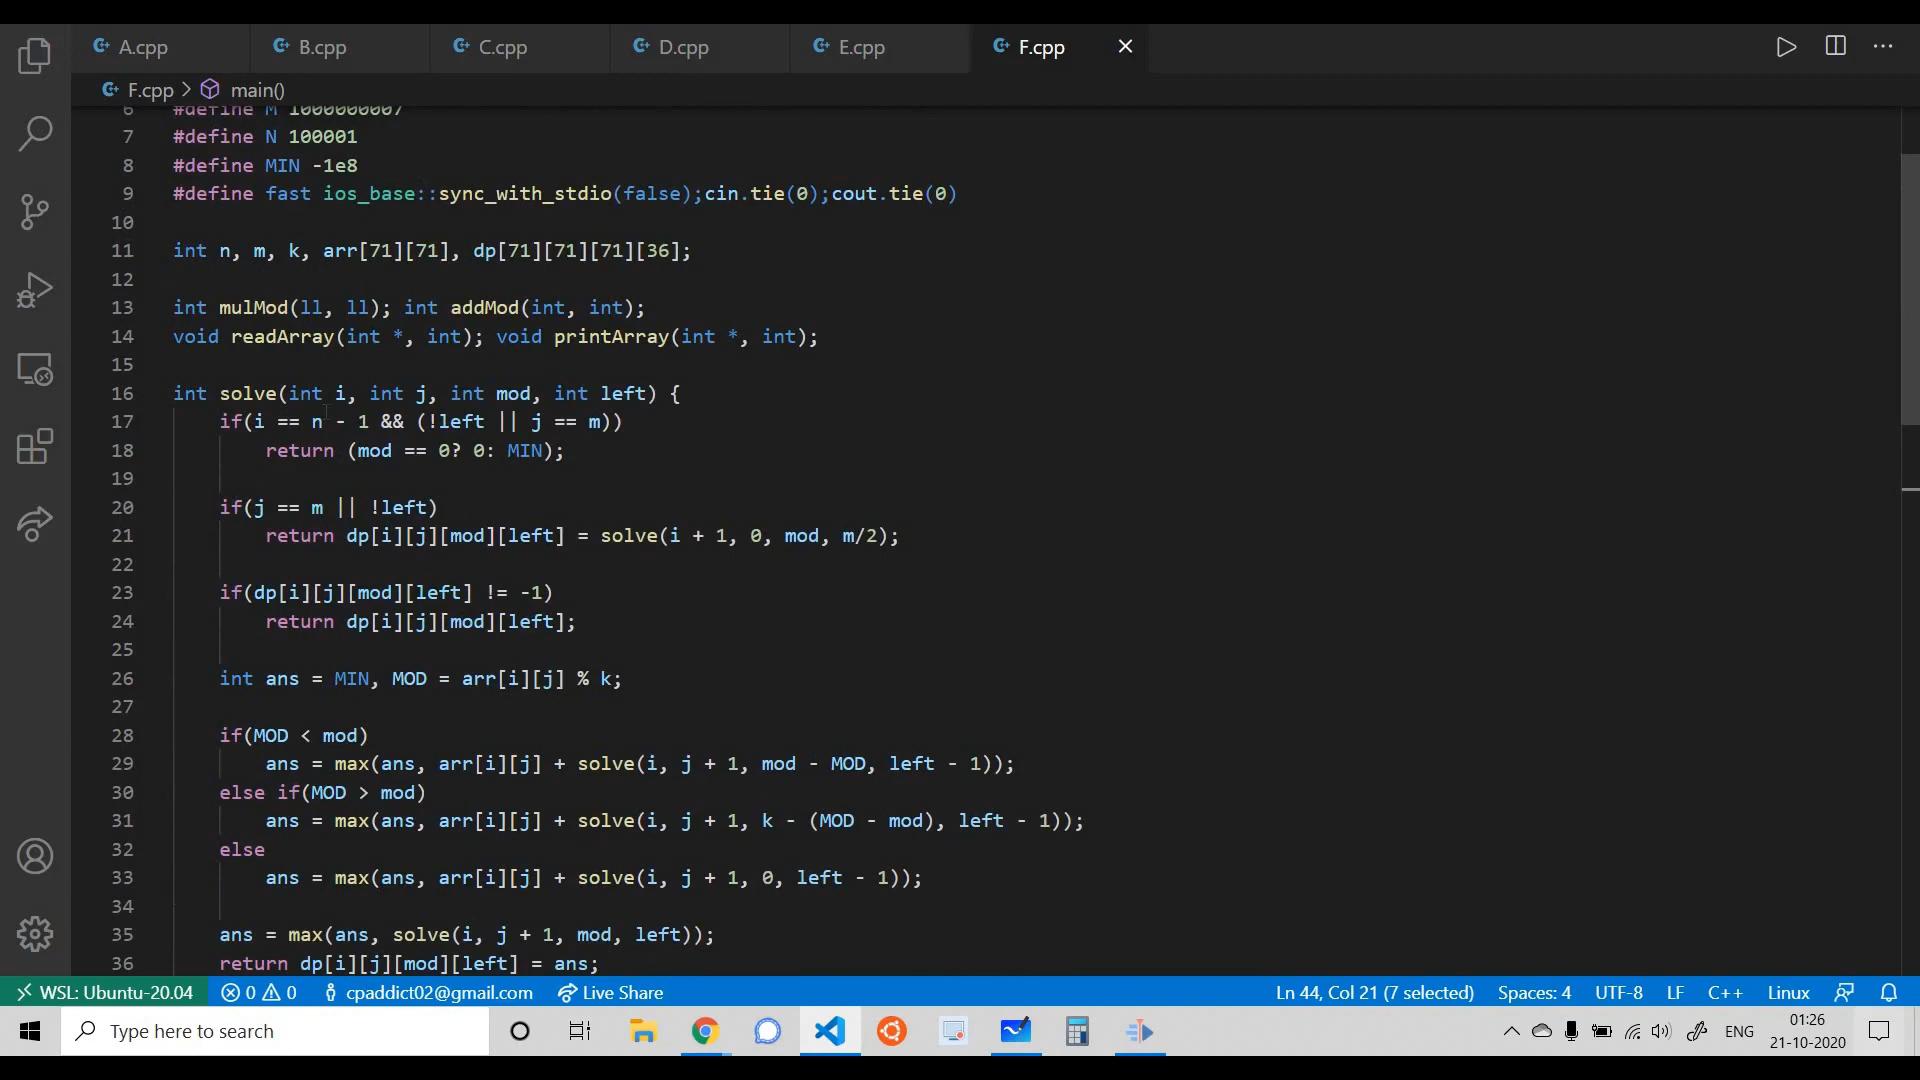 A.cpp B.cpp C.cpp D.cpp E.cpp F.cpp
F.cpp > main()
6 #define M 1000000007
7 #define N 100001
8 #define MIN -1e8
9 #define fast ios_base::sync_with_stdio(false);cin.tie(0);cout.tie(0)
10
11 int n, m, k, arr[71][71], dp[71][71][71][36];
12
13 int mulMod(ll, ll); int addMod(int, int);
14 void readArray(int *, int); void printArray(int *, int);
15
16 int solve(int i, int j, int mod, int left) {
17 if(i == n - 1 && (!left || j == m))
18 return (mod == 0? 0: MIN);
19
20 if(j == m || !left)
21 return dp[i][j][mod][left] = solve(i + 1, 0, mod, m/2);
22
23 if(dp[i][j][mod][left] != -1)
24 return dp[i][j][mod][left];
25
26 int ans = MIN, MOD = arr[i][j] % k;
27
28 if(MOD < mod)
29 ans = max(ans, arr[i][j] + solve(i, j + 1, mod - MOD, left - 1));
30 else if(MOD > mod)
31 ans = max(ans, arr[i][j] + solve(i, j + 1, k - (MOD - mod), left - 1));
32 else
33 ans = max(ans, arr[i][j] + solve(i, j + 1, 0, left - 1));
34
35 ans = max(ans, solve(i, j + 1, mod, left));
36 return dp[i][j][mod][left] = ans;
WSL: Ubuntu-20.04 0 0 cpaddict02@gmail.com Live Share Ln 44, Col 21 (7 selected) Spaces: 4 UTF-8 LF C++ Linux
Type here to search ENG 01:26
21-10-2020